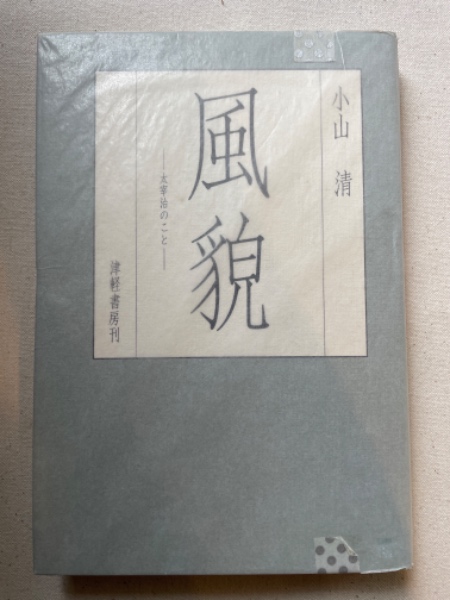 小山 清
風貌
──太宰治のこと──
津軽書房刊